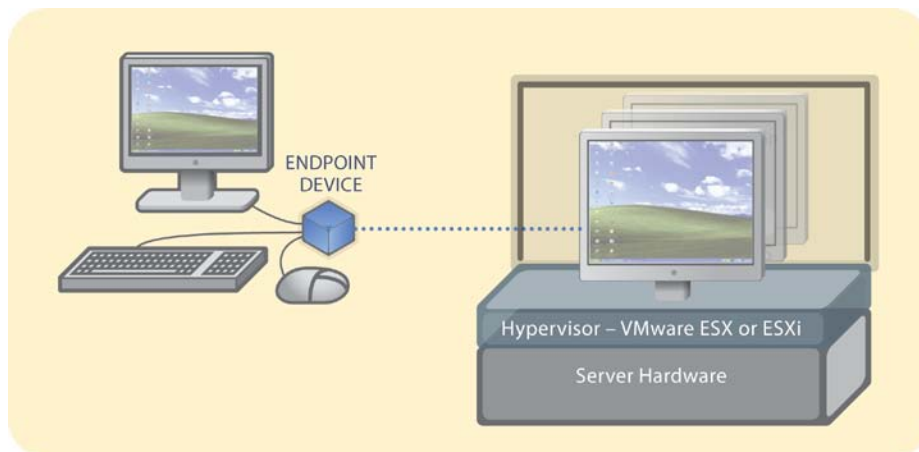 ENDPOINT
DEVICE
Hypervisor – VMware ESX or ESXi
Server Hardware